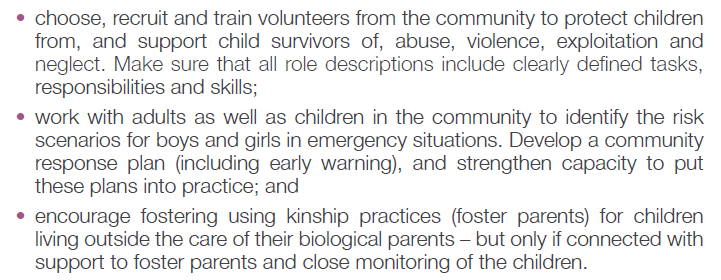 • choose, recruit and train volunteers from the community to protect children
from, and support child survivors of, abuse, violence, exploitation and
neglect. Make sure that all role descriptions include clearly defined tasks,
responsibilities and skills;
• work with adults as well as children in the community to identify the risk
scenarios for boys and girls in emergency situations. Develop a community
response plan (including early warning), and strengthen capacity to put
these plans into practice; and
• encourage fostering using kinship practices (foster parents) for children
living outside the care of their biological parents – but only if connected with
support to foster parents and close monitoring of the children.